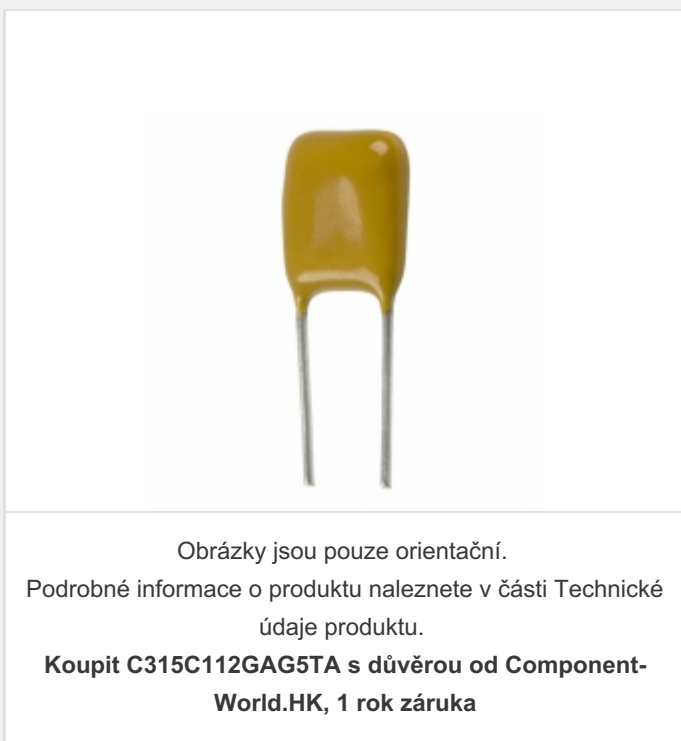 Obrázky jsou pouze orientační.
Podrobné informace o produktu naleznete v části Technické
údaje produktu.
Koupit C315C112GAG5TA s důvěrou od Component-
World.HK, 1 rok záruka